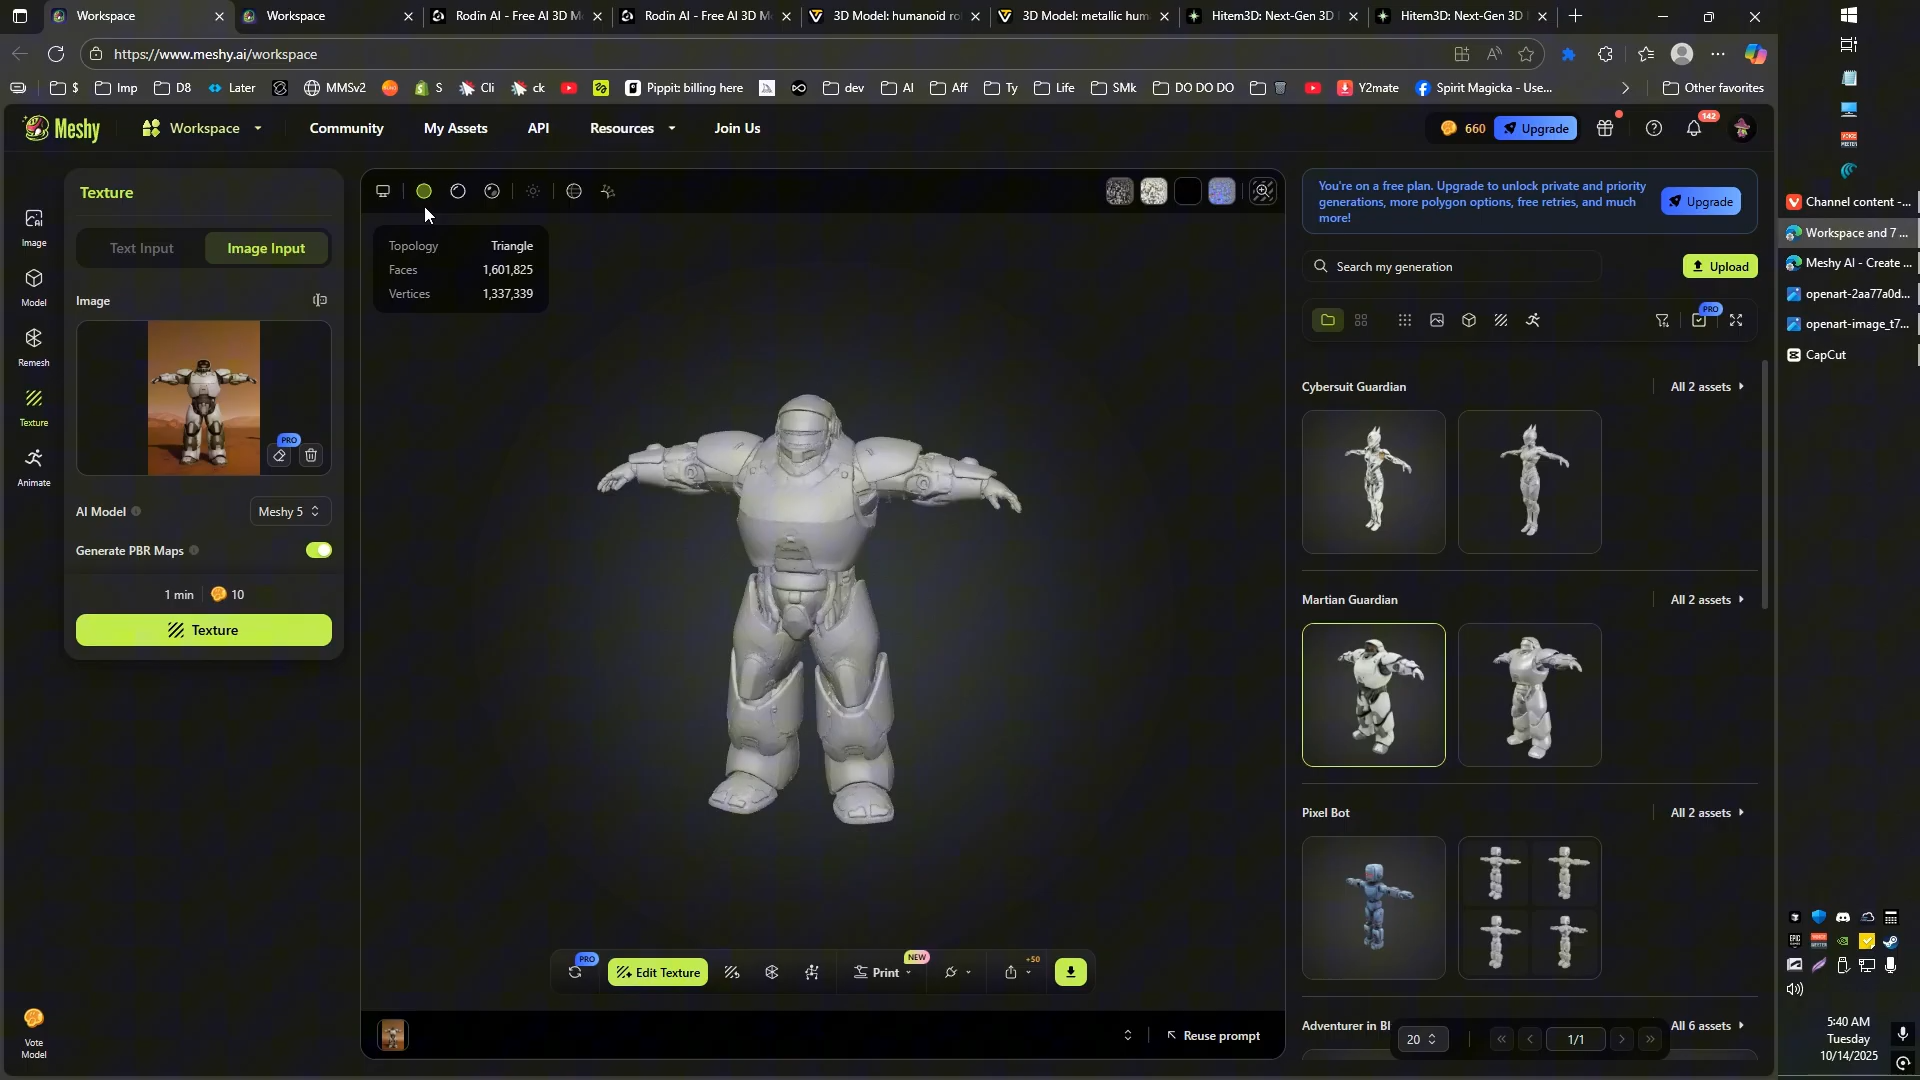 Workspace
Workspace
Rodin AI - Free AI 3D M
Rodin AI - Free AI 3D M
3D Model: humanoid ro
3D Model: metallic hum
Hitem3D: Next-Gen 3D
Hitem3D: Next-Gen 3D
https://www.meshy.ai/workspace
$
Imp
D8
Later
MMSv2
S
Cli
ck
Pippit: billing here
dev
AI
Aff
Ty
Life
SMk
DO DO DO
Y2mate
Spirit Magicka - Use...
Other favorites
Meshy
Workspace
Community
My Assets
API
Resources
Join Us
660
Upgrade
142
Texture
Text Input
Image Input
Image
PRO
AI Model
Meshy 5
Generate PBR Maps
1 min
10
Texture
Image
Model
Remesh
Texture
Animate
Vote
Model
Topology
Triangle
Faces
1,601,825
Vertices
1,337,339
PRO
Edit Texture
Print
NEW
+50
Reuse prompt
You're on a free plan. Upgrade to unlock private and priority
generations, more polygon options, free retries, and much
more!
Upgrade
Search my generation
Upload
PRO
Cybersuit Guardian
All 2 assets
Martian Guardian
All 2 assets
Pixel Bot
All 2 assets
Adventurer in Bl
All 6 assets
20
1/1
Channel content -...
Workspace and 7 ...
Meshy AI - Create ...
openart-2aa77a0d...
openart-image_t7...
CapCut
5:40 AM
Tuesday
10/14/2025